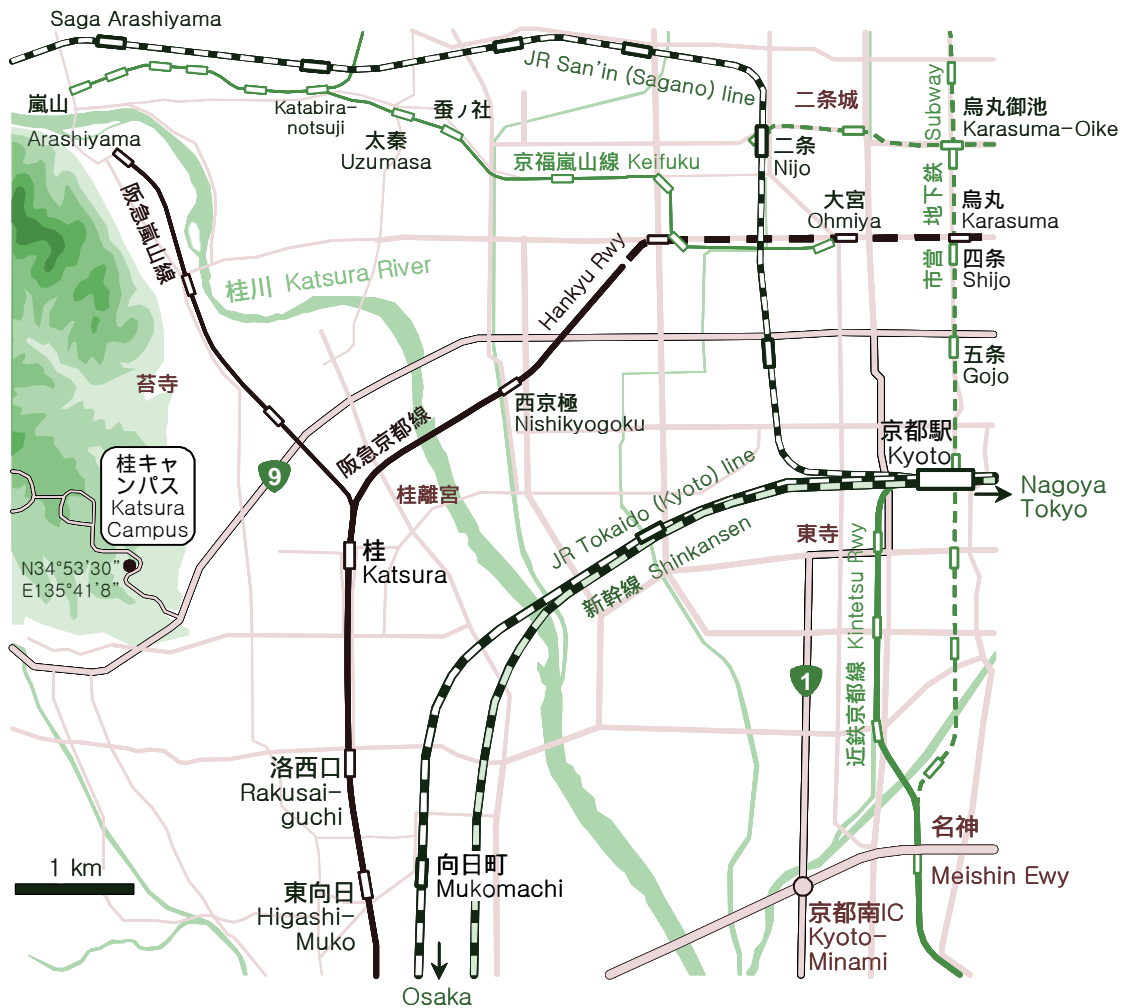 Saga Arashiyama
JR San'in (Sagano) line
嵐山
Arashiyama
Katabira-
notsuji
太秦
Uzumasa
蚕ノ社
京福嵐山線 Keifuku
二条城
二条
Nijo
Subway
地下鉄
市営
烏丸御池
Karasuma-Oike
大宮
Ohmiya
烏丸
Karasuma
四条
Shijo
五条
Gojo
阪急嵐山線
桂川 Katsura River
Hankyu Rwy
苔寺
西京極
Nishikyogoku
阪急京都線
京都駅
Kyoto
9
桂離宮
桂キャ
ンパス
Katsura
Campus
N34°53'30"
E135°41'8"
桂
Katsura
JR Tokaido (Kyoto) line
新幹線 Shinkansen
東寺
Nagoya
Tokyo
近鉄京都線 Kintetsu Rwy
1
洛西口
Rakusai-
guchi
1 km
東向日
Higashi-
Muko
向日町
Mukomachi
名神
Meishin Ewy
京都南IC
Kyoto-
Minami
Osaka